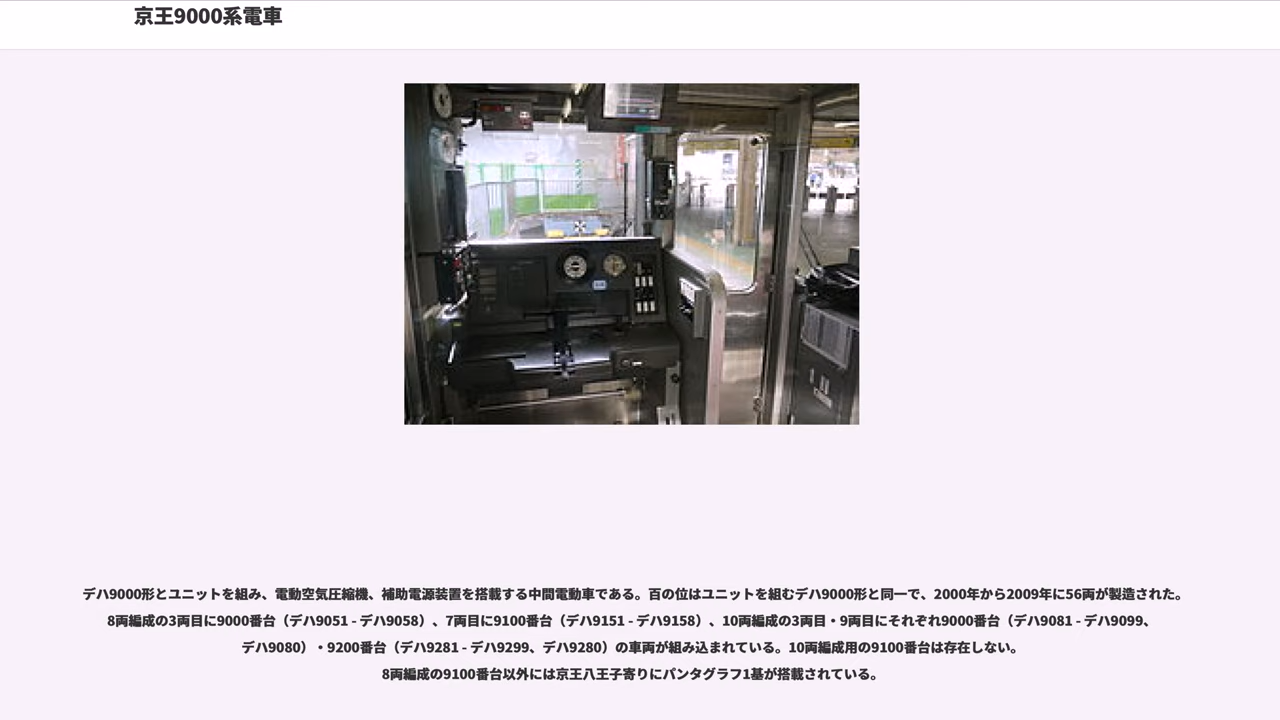 京王9000系電車
デハ9000形とユニットを組み、電動空気圧縮機、補助電源装置を搭載する中間電動車である。百の位はユニットを組むデハ9000形と同一で、2000年から2009年に56両が製造された。
8両編成の3両目に9000番台（デハ9051 - デハ9058）、7両目に9100番台（デハ9151 - デハ9158）、10両編成の3両目・9両目にそれぞれ9000番台（デハ9081 - デハ9099、
デハ9080）・9200番台（デハ9281 - デハ9299、デハ9280）の車両が組み込まれている。10両編成用の9100番台は存在しない。
8両編成の9100番台以外には京王八王子寄りにパンタグラフ1基が搭載されている。